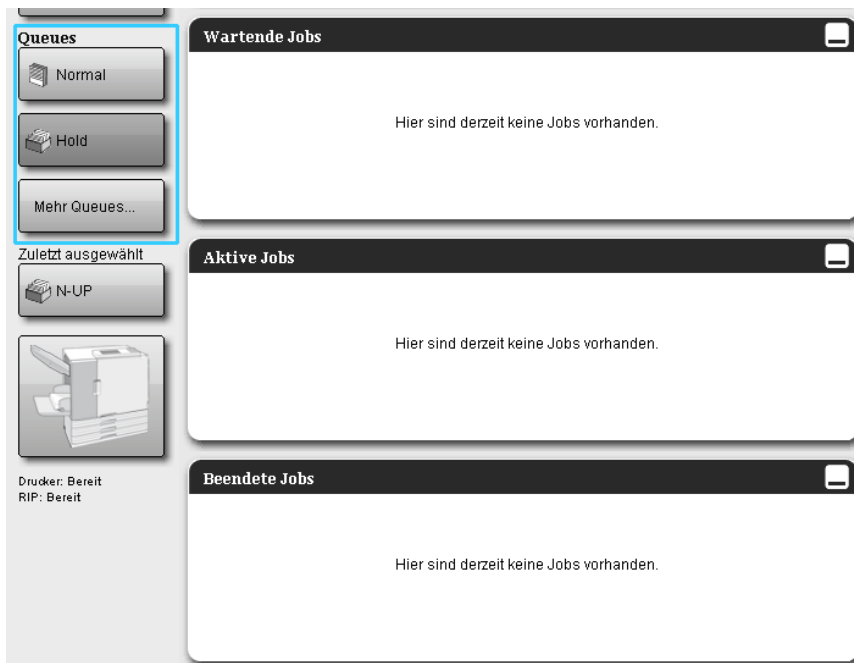 Queues
Normal
Hold
Mehr Queues...
Zuletzt ausgewählt
N-UP
Drucker: Bereit
RIP: Bereit
Wartende Jobs
Hier sind derzeit keine Jobs vorhanden.
Aktive Jobs
Hier sind derzeit keine Jobs vorhanden.
Beendete Jobs
Hier sind derzeit keine Jobs vorhanden.